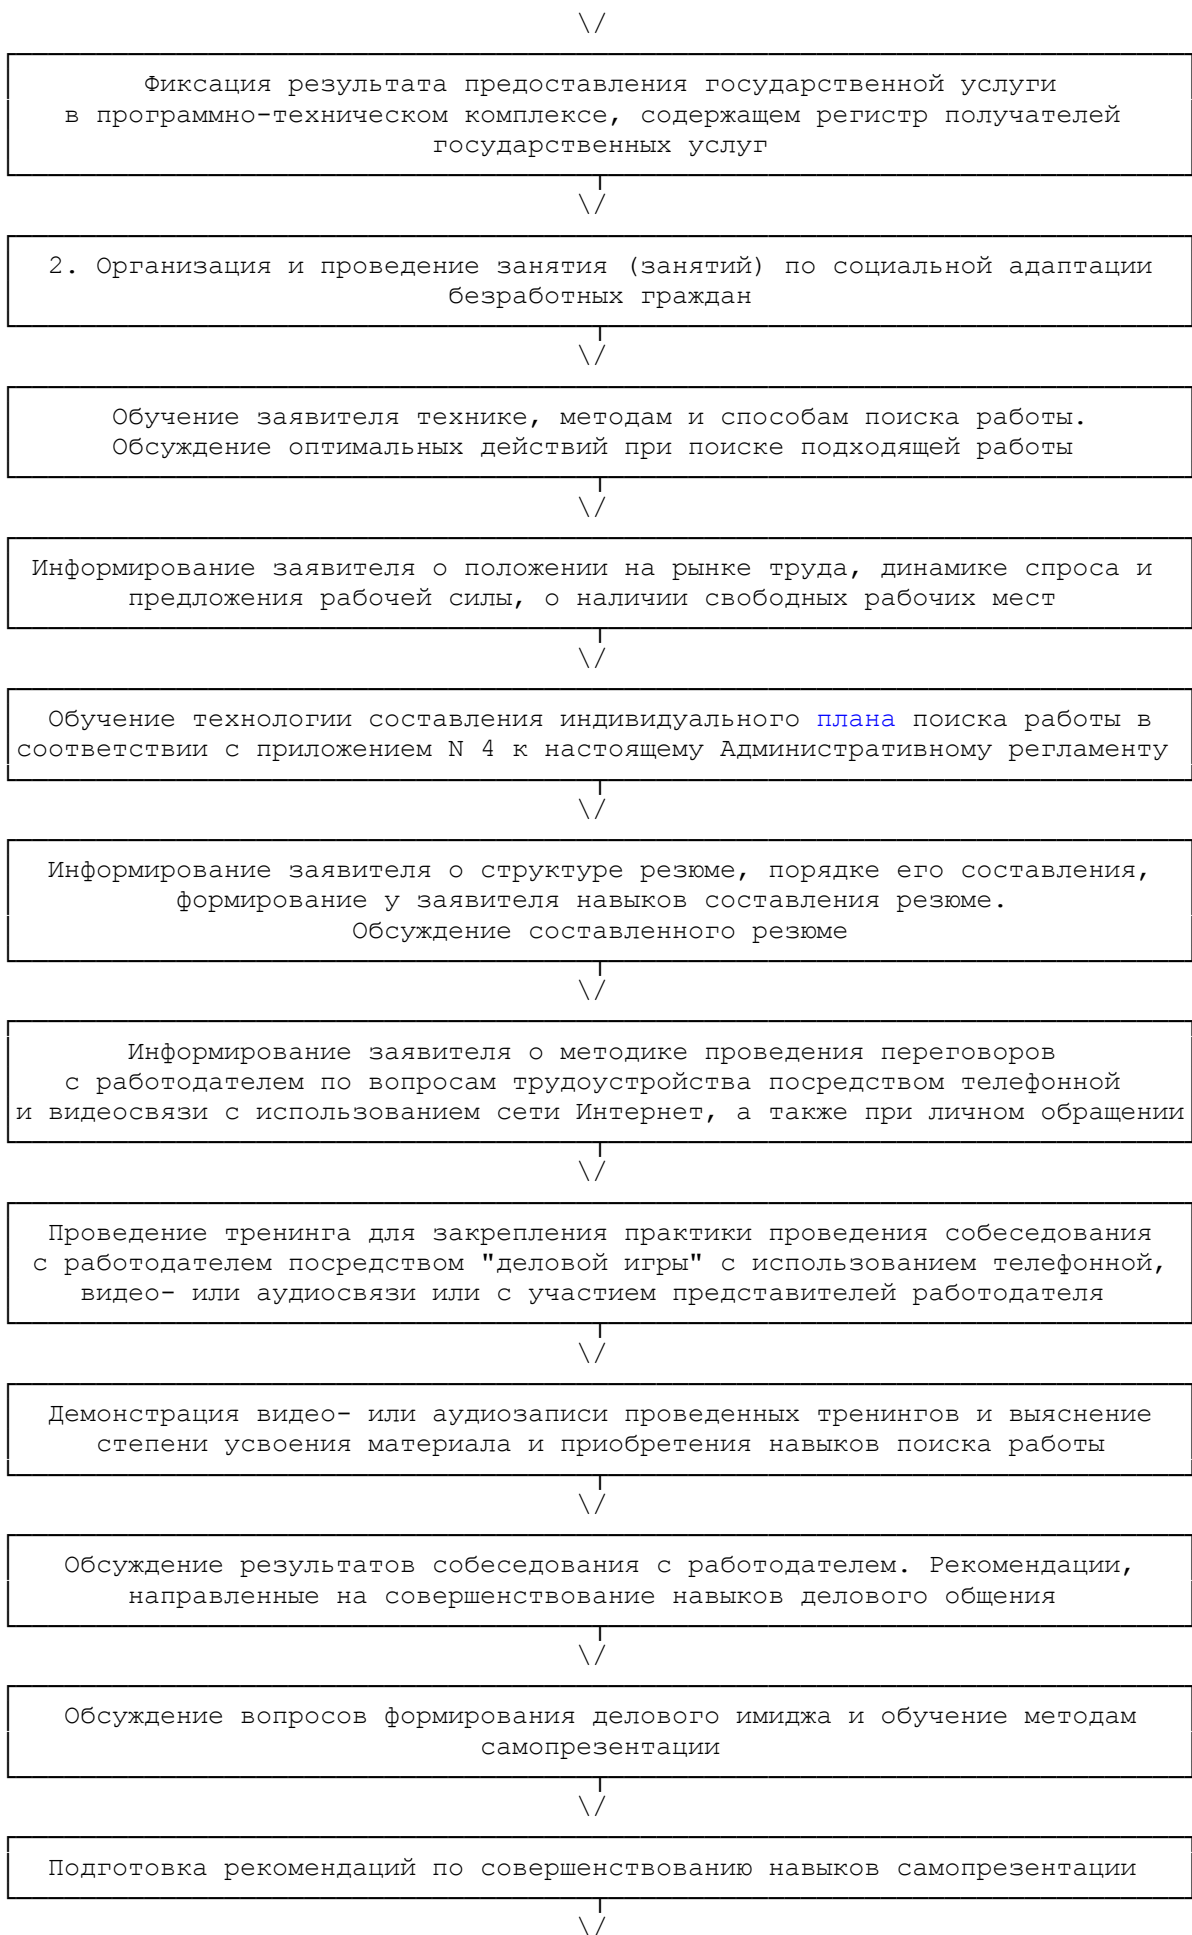 \/
Фиксация результата предоставления государственной услуги
в программно-техническом комплексе, содержащем регистр получателей
государственных услуг
\/
2. Организация и проведение занятия (занятий) по социальной адаптации
безработных граждан
\/
Обучение заявителя технике, методам и способам поиска работы.
Обсуждение оптимальных действий при поиске подходящей работы
\/
Информирование заявителя о положении на рынке труда, динамике спроса и
предложения рабочей силы, о наличии свободных рабочих мест
\/
Обучение технологии составления индивидуального плана поиска работы в
соответствии с приложением N 4 к настоящему Административному регламенту
\/
Информирование заявителя о структуре резюме, порядке его составления,
формирование у заявителя навыков составления резюме.
Обсуждение составленного резюме
\/
Информирование заявителя о методике проведения переговоров
с работодателем по вопросам трудоустройства посредством телефонной
и видеосвязи с использованием сети Интернет, а также при личном обращении
\/
Проведение тренинга для закрепления практики проведения собеседования
с работодателем посредством "деловой игры" с использованием телефонной,
видео- или аудиосвязи или с участием представителей работодателя
\/
Демонстрация видео- или аудиозаписи проведенных тренингов и выяснение
степени усвоения материала и приобретения навыков поиска работы
\/
Обсуждение результатов собеседования с работодателем. Рекомендации,
направленные на совершенствование навыков делового общения
\/
Обсуждение вопросов формирования делового имиджа и обучение методам
самопрезентации
\/
Подготовка рекомендаций по совершенствованию навыков самопрезентации
\/